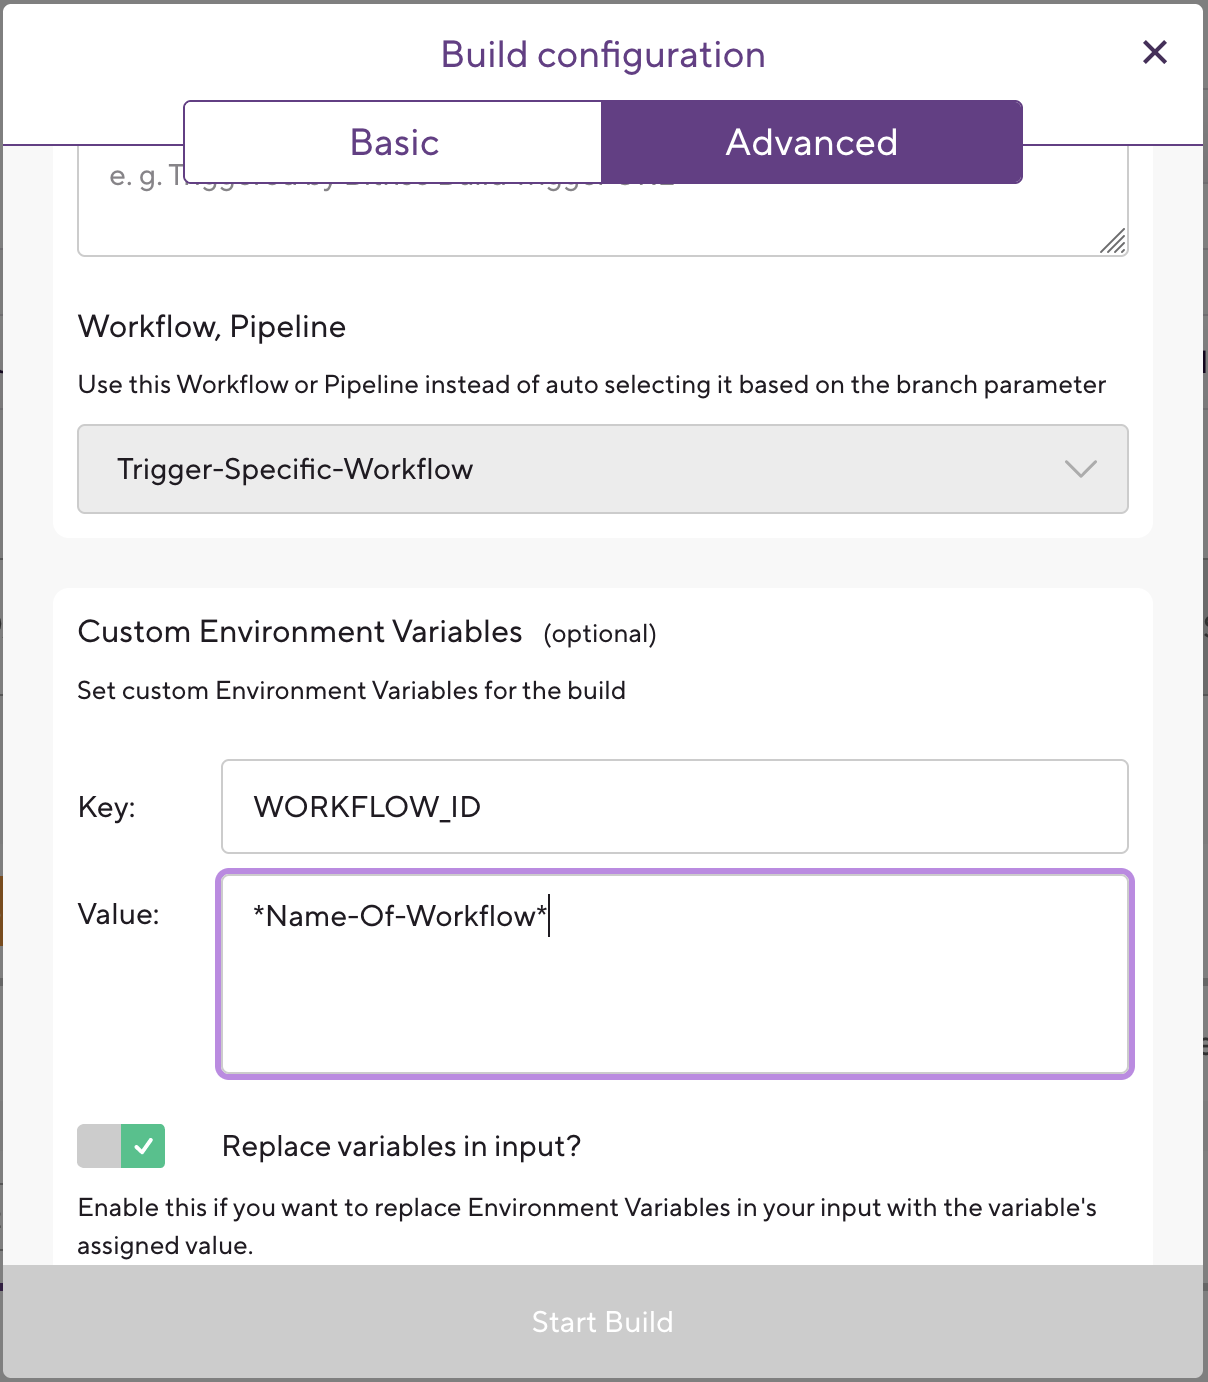 Build configuration
Basic
Advanced
e. g. T
Workflow, Pipeline
Use this Workflow or Pipeline instead of auto selecting it based on the branch parameter
Trigger-Specific-Workflow
Custom Environment Variables (optional)
Set custom Environment Variables for the build
Key:
WORKFLOW_ID
Value:
*Name-Of-Workflow*
Replace variables in input?
Enable this if you want to replace Environment Variables in your input with the variable's
assigned value.
Start Build